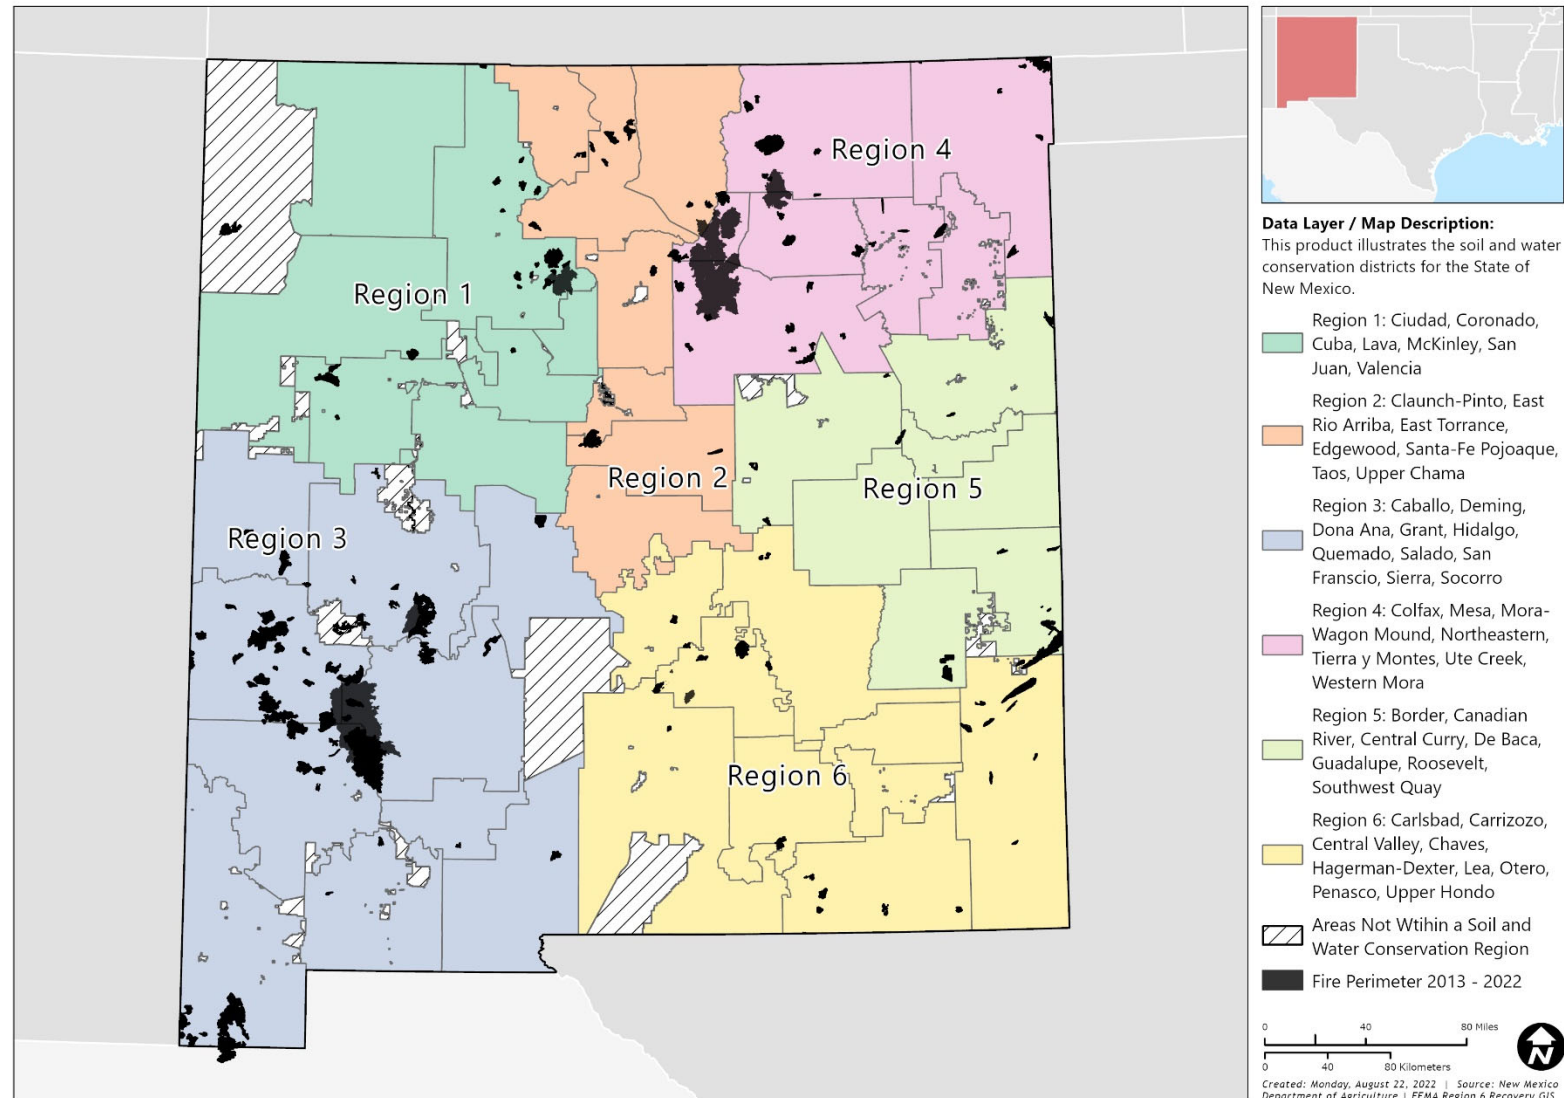 Region 4
Region 1
Region 2
Region 5
Region 3
Region 6
Data Layer / Map Description:
This product illustrates the soil and water
conservation districts for the State of
New Mexico.
Region 1: Ciudad, Coronado,
Cuba, Lava, McKinley, San
Juan, Valencia
Region 2: Claunch-Pinto, East
Rio Arriba, East Torrance,
Edgewood, Santa-Fe Pojoaque,
Taos, Upper Chama
Region 3: Caballo, Deming,
Dona Ana, Grant, Hidalgo,
Quemado, Salado, San
Franscio, Sierra, Socorro
Region 4: Colfax, Mesa, Mora-
Wagon Mound, Northeastern,
Tierra y Montes, Ute Creek,
Western Mora
Region 5: Border, Canadian
River, Central Curry, De Baca,
Guadalupe, Roosevelt,
Southwest Quay
Region 6: Carlsbad, Carrizozo,
Central Valley, Chaves,
Hagerman-Dexter, Lea, Otero,
Penasco, Upper Hondo
Areas Not Wtihin a Soil and
Water Conservation Region
Fire Perimeter 2013 - 2022
0 40 80 Miles
0 40 80 Kilometers
N
Created: Monday, August 22, 2022 | Source: New Mexico
Department of Agriculture | FEMA Region 6 Recovery GIS